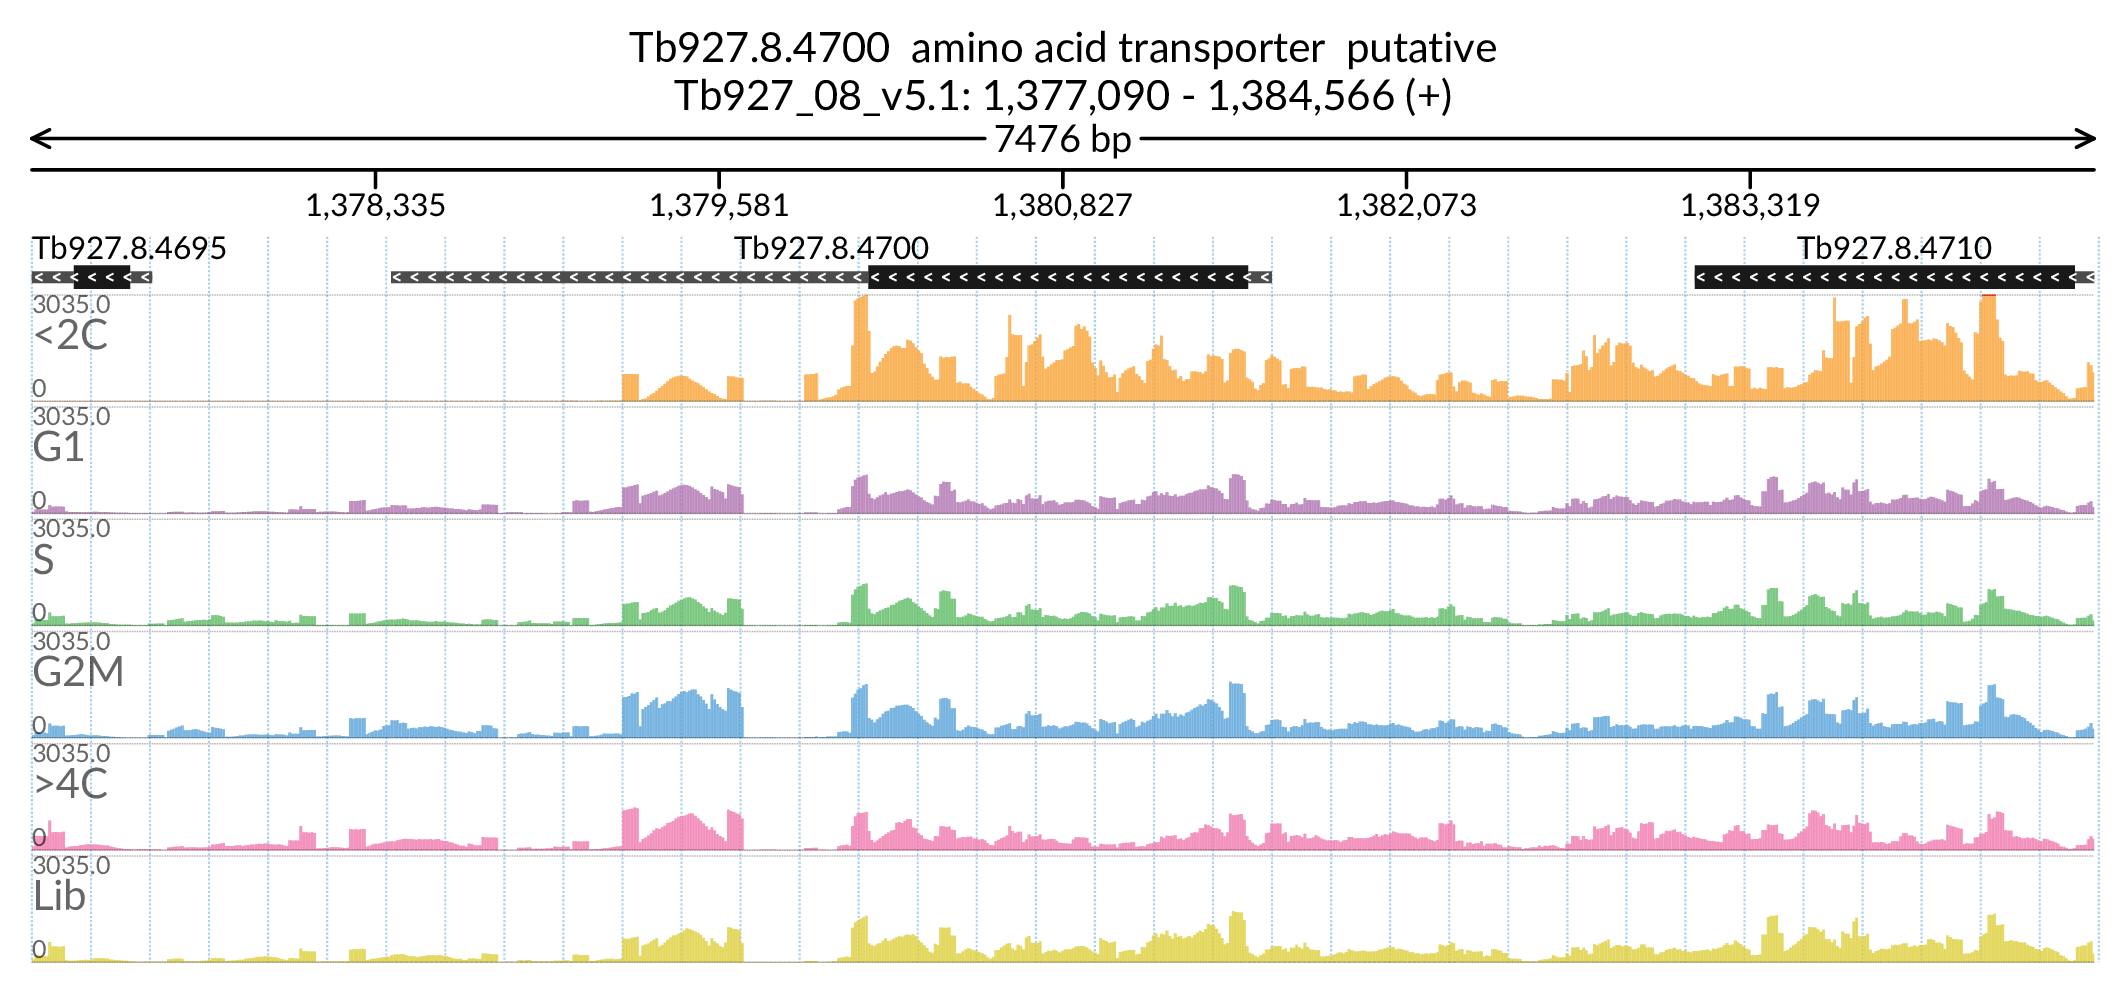 Tb927.8.4700 amino acid transporter putative
Tb927_08_v5.1: 1,377,090 - 1,384,566 (+)
7476 bp
1,378,335 1,379,581 1,380,827 1,382,073 1,383,319
Tb927.8.4695 Tb927.8.4700 Tb927.8.4710
3035.0
<2C
0
3035.0
G1
0
3035.0
S
0
3035.0
G2M
0
3035.0
>4C
0
3035.0
Lib
0